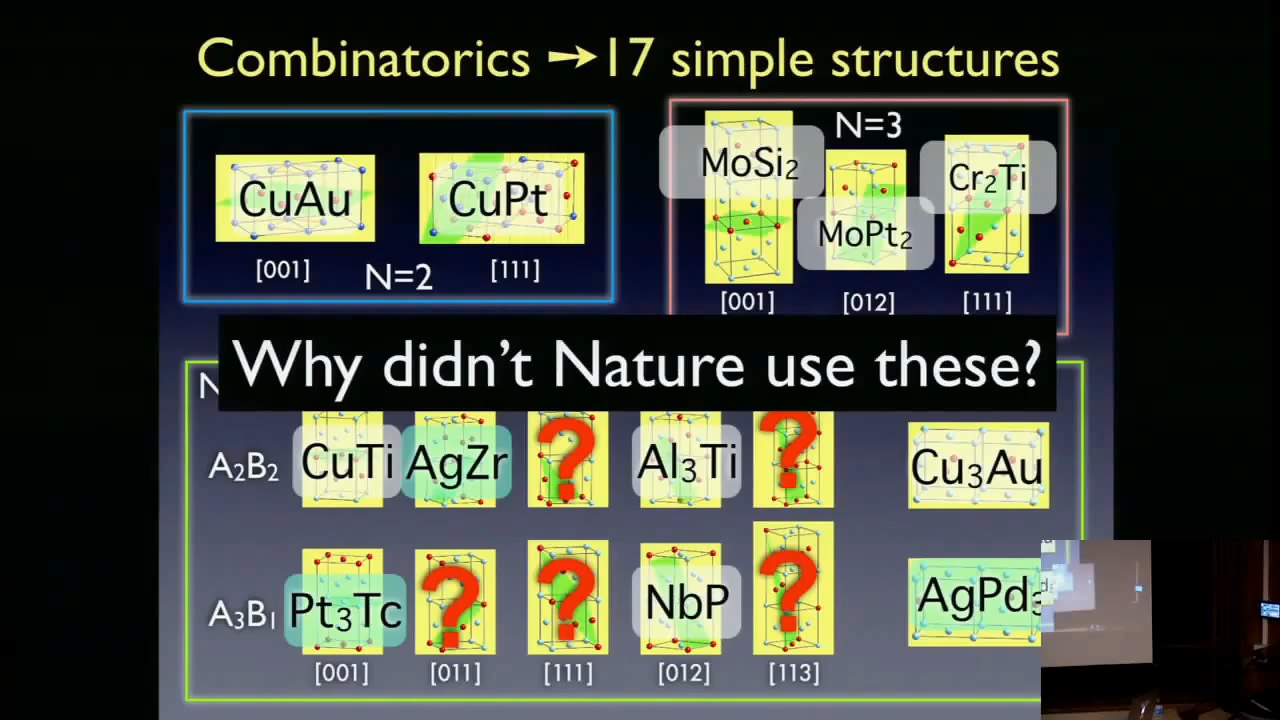 Combinatorics →17 simple structures
CuAu
CuPt
[001]
N=2
[111]
N=3
MoSi₂
MoPt₂
Cr₂Ti
[001]
[012]
[111]
Why didn't Nature use these?
N
A₂B₂
CuTi
AgZr
?
Al₃Ti
?
Cu₃Au
A₃B₁
Pt₃Tc
?
?
NbP
?
AgPd₃
[001]
[011]
[111]
[012]
[113]